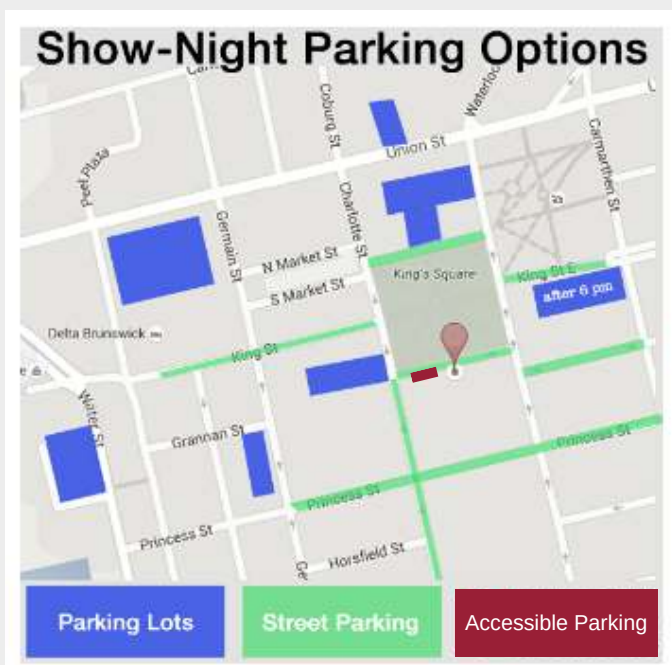 Show-Night Parking Options
Coburg St
Waterloo
Union St
Carmarthen St
Peel Plaza
Charlotte St
Germain St
N Market St
King's Square
King St E
S Market St
after 6 pm
Delta Brunswick
King St
Water St
Grannan St
Princess St
Princess St
Princess St
Horsfield St
Ge
Parking Lots
Street Parking
Accessible Parking